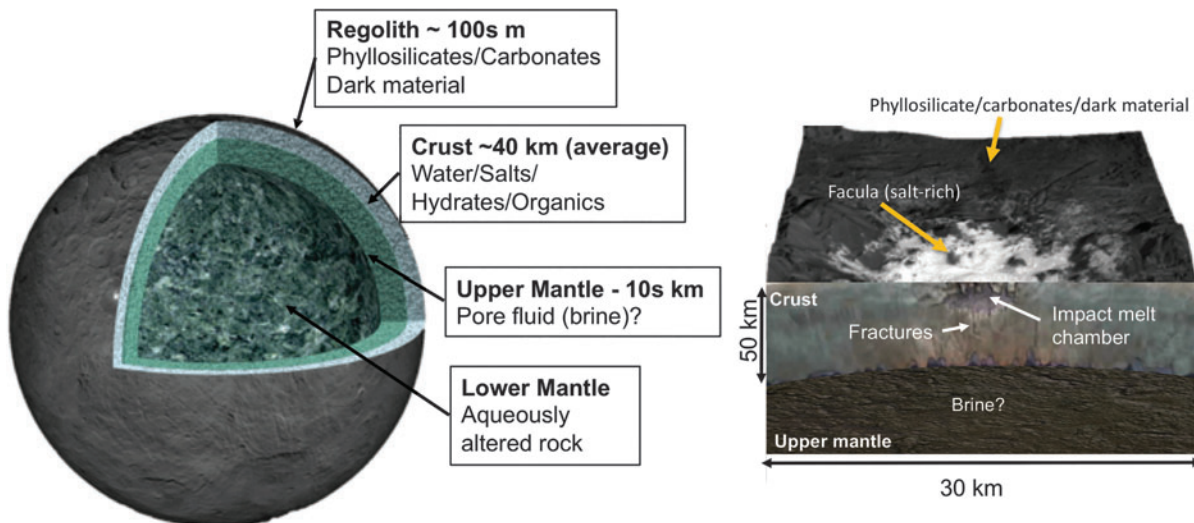 Regolith ~ 100s m
Phyllosilicates/Carbonates
Dark material
Crust ~40 km (average)
Water/Salts/
Hydrates/Organics
Upper Mantle - 10s km
Pore fluid (brine)?
Lower Mantle
Aqueously
altered rock
Phyllosilicate/carbonates/dark material
Facula (salt-rich)
Crust
Fractures
Impact melt
chamber
50 km
Brine?
Upper mantle
30 km